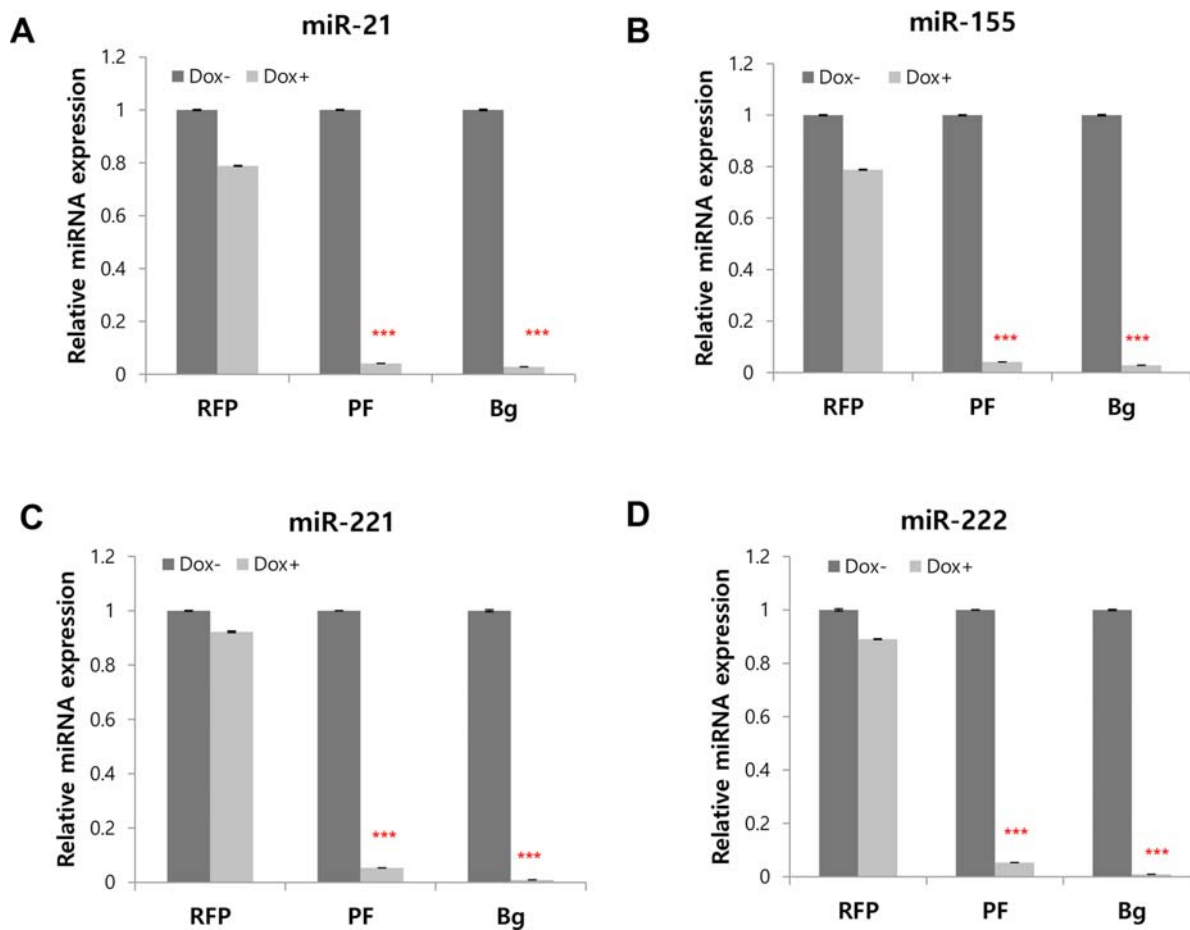 A
miR-21
Relative miRNA expression
Dox- Dox+
1.2
1
0.8
0.6
0.4
0.2
0
*** ***
RFP PF Bg
B
miR-155
Relative miRNA expression
Dox- Dox+
1.2
1
0.8
0.6
0.4
0.2
0
*** ***
RFP PF Bg
C
miR-221
Relative miRNA expression
Dox- Dox+
1.2
1
0.8
0.6
0.4
0.2
0
***
***
RFP PF Bg
D
miR-222
Relative miRNA expression
Dox- Dox+
1.2
1
0.8
0.6
0.4
0.2
0
***
***
RFP PF Bg